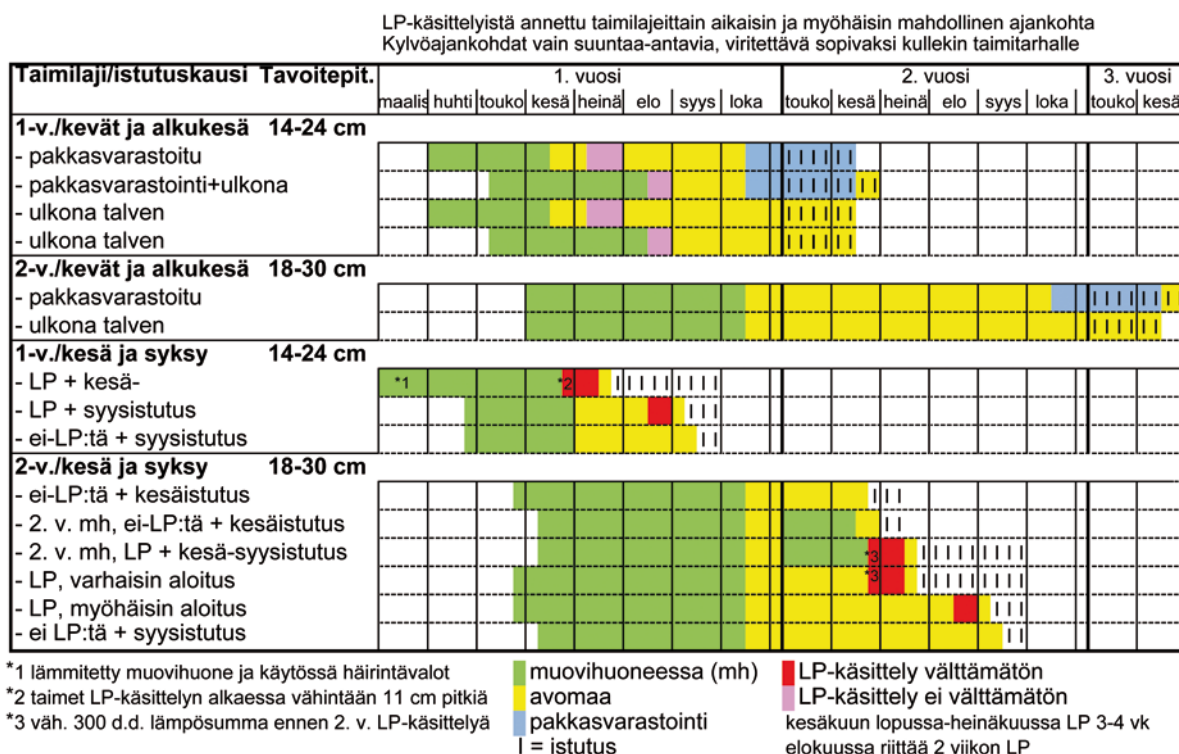 LP-käsittelyistä annettu taimilajeittain aikaisin ja myöhäisin mahdollinen ajankohta
Kylvöajankohdat vain suuntaa-antavia, viritettävä sopivaksi kullekin taimitarhalle
Taimilaji/istutuskausi Tavoitepit. 1. vuosi 2. vuosi 3. vuosi
maalis huhti touko kesä heinä elo syys loka touko kesä heinä elo syys loka touko kesä
1-v./kevät ja alkukesä 14-24 cm
- pakkasvarastoitu I I I I I I
- pakkasvarastointi+ulkona I I I I I I I I
- ulkona talven I I I I I I
- ulkona talven I I I I I I
2-v./kevät ja alkukesä 18-30 cm
- pakkasvarastoitu I I I I I I I I
- ulkona talven I I I I I I
1-v./kesä ja syksy 14-24 cm
- LP + kesä- *1 *2 I I I I I I I I I
- LP + syysistutus I I I
- ei-LP:tä + syysistutus I I
2-v./kesä ja syksy 18-30 cm
- ei-LP:tä + kesäistutus I I I
- 2. v. mh, ei-LP:tä + kesäistutus I I
- 2. v. mh, LP + kesä-syysistutus *3 I I I I I I I I I
- LP, varhaisin aloitus *3 I I I I I I I I I
- LP, myöhäisin aloitus I I I
- ei LP:tä + syysistutus I I
*1 lämmitetty muovihuone ja käytössä häirintävalot
*2 taimet LP-käsittelyn alkaessa vähintään 11 cm pitkiä
*3 väh. 300 d.d. lämpösumma ennen 2. v. LP-käsittelyä
muovihuoneessa (mh)
avomaa
pakkasvarastointi
I = istutus
LP-käsittely välttämätön
LP-käsittely ei välttämätön
kesäkuun lopussa-heinäkuussa LP 3-4 vk
elokuussa riittää 2 viikon LP